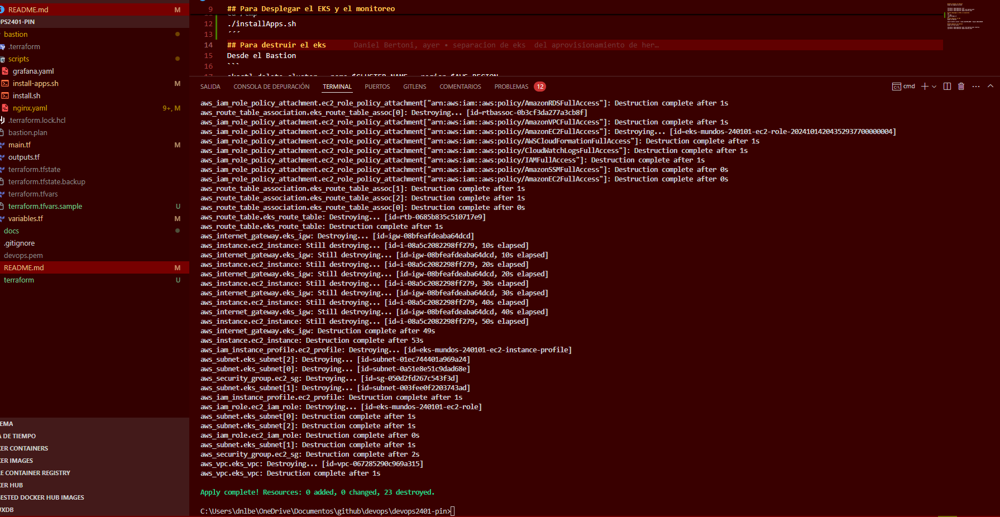 README.md M
PS2401-PIN
bastion
.terraform
scripts
grafana.yaml
install-apps.sh M
install.sh
nginx.yaml 9+, M
.terraform.lock.hcl
bastion.plan
main.tf M
outputs.tf
terraform.tfstate
terraform.tfstate.backup
terraform.tfvars
terraform.tfvars.sample U
variables.tf M
docs
.gitignore
devops.pem
README.md M
terraform U
EMA
A DE TIEMPO
KER CONTAINERS
KER IMAGES
RE CONTAINER REGISTRY
KER HUB
ESTED DOCKER HUB IMAGES
UXDB
9 ## Para Desplegar el EKS y el monitoreo
12 ./installApps.sh
13 ```
14 ## Para destruir el eks Daniel Bertoni, ayer • separacion de eks del aprovisionamiento de her…
15 Desde el Bastion
16 ```
17 eksctl delete cluster --name $CLUSTER_NAME --region $AWS_REGION
SALIDA CONSOLA DE DEPURACIÓN TERMINAL PUERTOS GITLENS COMENTARIOS PROBLEMAS 12 cmd
aws_iam_role_policy_attachment.ec2_role_policy_attachment["arn:aws:iam::aws:policy/AmazonRDSFullAccess"]: Destruction complete after 1s
aws_route_table_association.eks_route_table_assoc[0]: Destroying... [id=rtbassoc-0b3cf3da277a3cb8f]
aws_iam_role_policy_attachment.ec2_role_policy_attachment["arn:aws:iam::aws:policy/AmazonVPCFullAccess"]: Destruction complete after 1s
aws_iam_role_policy_attachment.ec2_role_policy_attachment["arn:aws:iam::aws:policy/AmazonEC2FullAccess"]: Destroying... [id=eks-mundos-240101-ec2-role-20241014204352937700000004]
aws_iam_role_policy_attachment.ec2_role_policy_attachment["arn:aws:iam::aws:policy/AWSCloudFormationFullAccess"]: Destruction complete after 1s
aws_iam_role_policy_attachment.ec2_role_policy_attachment["arn:aws:iam::aws:policy/CloudWatchLogsFullAccess"]: Destruction complete after 1s
aws_iam_role_policy_attachment.ec2_role_policy_attachment["arn:aws:iam::aws:policy/IAMFullAccess"]: Destruction complete after 1s
aws_iam_role_policy_attachment.ec2_role_policy_attachment["arn:aws:iam::aws:policy/AmazonSSMFullAccess"]: Destruction complete after 0s
aws_iam_role_policy_attachment.ec2_role_policy_attachment["arn:aws:iam::aws:policy/AmazonEC2FullAccess"]: Destruction complete after 0s
aws_route_table_association.eks_route_table_assoc[1]: Destruction complete after 1s
aws_route_table_association.eks_route_table_assoc[2]: Destruction complete after 1s
aws_route_table_association.eks_route_table_assoc[0]: Destruction complete after 0s
aws_route_table.eks_route_table: Destroying... [id=rtb-0685b835c510717e9]
aws_route_table.eks_route_table: Destruction complete after 1s
aws_internet_gateway.eks_igw: Destroying... [id=igw-08bfeafdeaba64dcd]
aws_instance.ec2_instance: Still destroying... [id=i-08a5c2082298ff279, 10s elapsed]
aws_internet_gateway.eks_igw: Still destroying... [id=igw-08bfeafdeaba64dcd, 10s elapsed]
aws_instance.ec2_instance: Still destroying... [id=i-08a5c2082298ff279, 20s elapsed]
aws_internet_gateway.eks_igw: Still destroying... [id=igw-08bfeafdeaba64dcd, 20s elapsed]
aws_instance.ec2_instance: Still destroying... [id=i-08a5c2082298ff279, 30s elapsed]
aws_internet_gateway.eks_igw: Still destroying... [id=igw-08bfeafdeaba64dcd, 30s elapsed]
aws_instance.ec2_instance: Still destroying... [id=i-08a5c2082298ff279, 40s elapsed]
aws_internet_gateway.eks_igw: Still destroying... [id=igw-08bfeafdeaba64dcd, 40s elapsed]
aws_instance.ec2_instance: Still destroying... [id=i-08a5c2082298ff279, 50s elapsed]
aws_internet_gateway.eks_igw: Destruction complete after 49s
aws_instance.ec2_instance: Destruction complete after 53s
aws_iam_instance_profile.ec2_profile: Destroying... [id=eks-mundos-240101-ec2-instance-profile]
aws_subnet.eks_subnet[2]: Destroying... [id=subnet-01ec744401a969a24]
aws_subnet.eks_subnet[0]: Destroying... [id=subnet-0a51e8e51c9dad68e]
aws_security_group.ec2_sg: Destroying... [id=sg-050d2fd267c543f3d]
aws_subnet.eks_subnet[1]: Destroying... [id=subnet-003fee0f2203743ad]
aws_iam_instance_profile.ec2_profile: Destruction complete after 1s
aws_iam_role.ec2_iam_role: Destroying... [id=eks-mundos-240101-ec2-role]
aws_subnet.eks_subnet[0]: Destruction complete after 1s
aws_subnet.eks_subnet[2]: Destruction complete after 1s
aws_iam_role.ec2_iam_role: Destruction complete after 0s
aws_subnet.eks_subnet[1]: Destruction complete after 1s
aws_security_group.ec2_sg: Destruction complete after 2s
aws_vpc.eks_vpc: Destroying... [id=vpc-067285290c969a315]
aws_vpc.eks_vpc: Destruction complete after 1s
Apply complete! Resources: 0 added, 0 changed, 23 destroyed.
C:\Users\dnlbe\OneDrive\Documentos\github\devops\devops2401-pin>